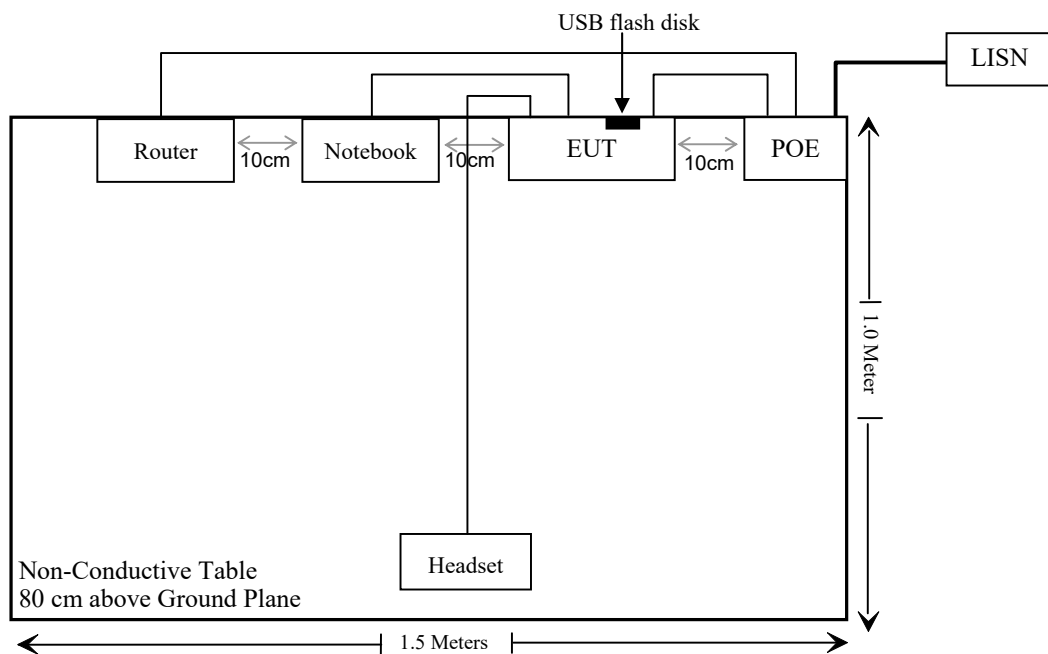 USB flash disk
LISN
Router
10cm
Notebook
10cm
EUT
10cm
POE
1.0 Meter
Headset
Non-Conductive Table
80 cm above Ground Plane
1.5 Meters